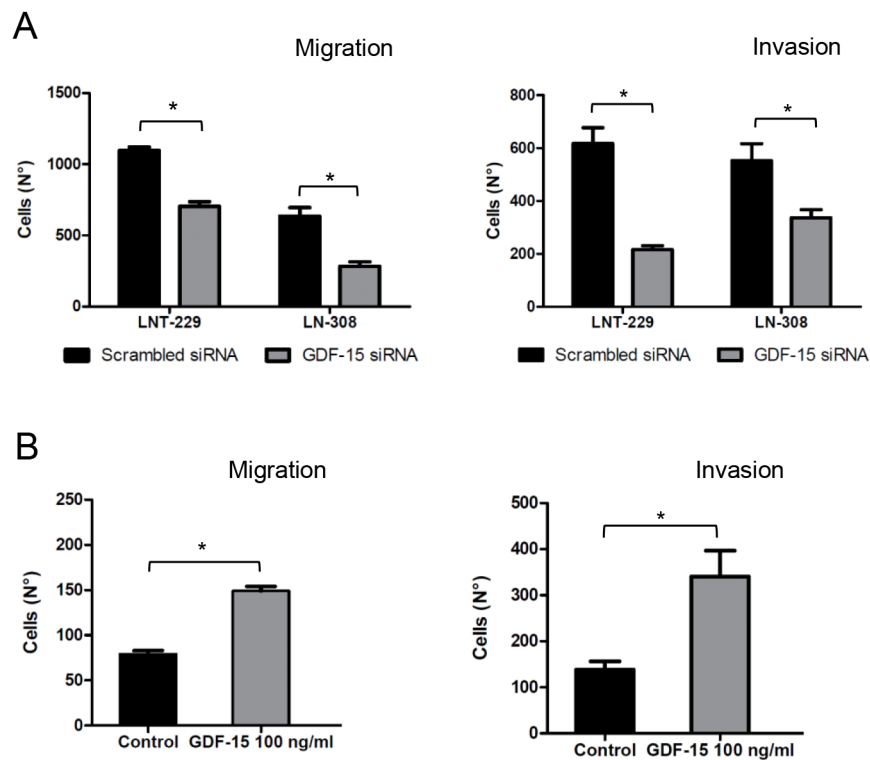 A
Migration
Invasion
1500
1000
500
0
Cells (N°)
*
*
LNT-229
LN-308
Scrambled siRNA
GDF-15 siRNA
800
600
400
200
0
Cells (N°)
*
*
LNT-229
LN-308
Scrambled siRNA
GDF-15 siRNA
B
Migration
Invasion
250
200
150
100
50
0
Cells (N°)
*
Control
GDF-15 100 ng/ml
500
400
300
200
100
0
Cells (N°)
*
Control
GDF-15 100 ng/ml